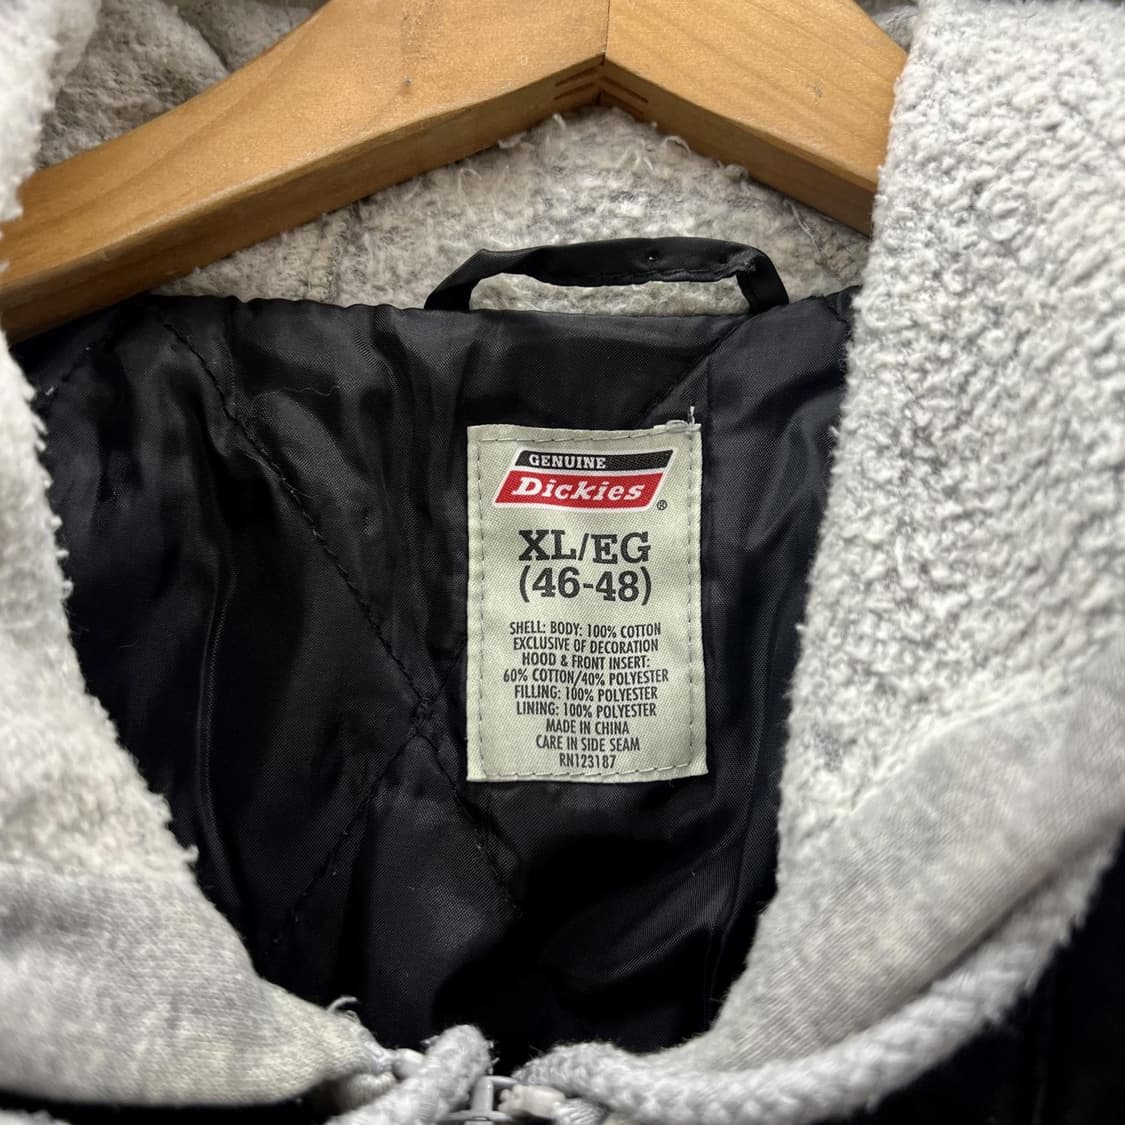 GENUINE
Dickies®
XL/EG
(46-48)
SHELL: BODY: 100% COTTON
EXCLUSIVE OF DECORATION
HOOD & FRONT INSERT:
60% COTTON/40% POLYESTER
FILLING: 100% POLYESTER
LINING: 100% POLYESTER
MADE IN CHINA
CARE IN SIDE SEAM
RN123187